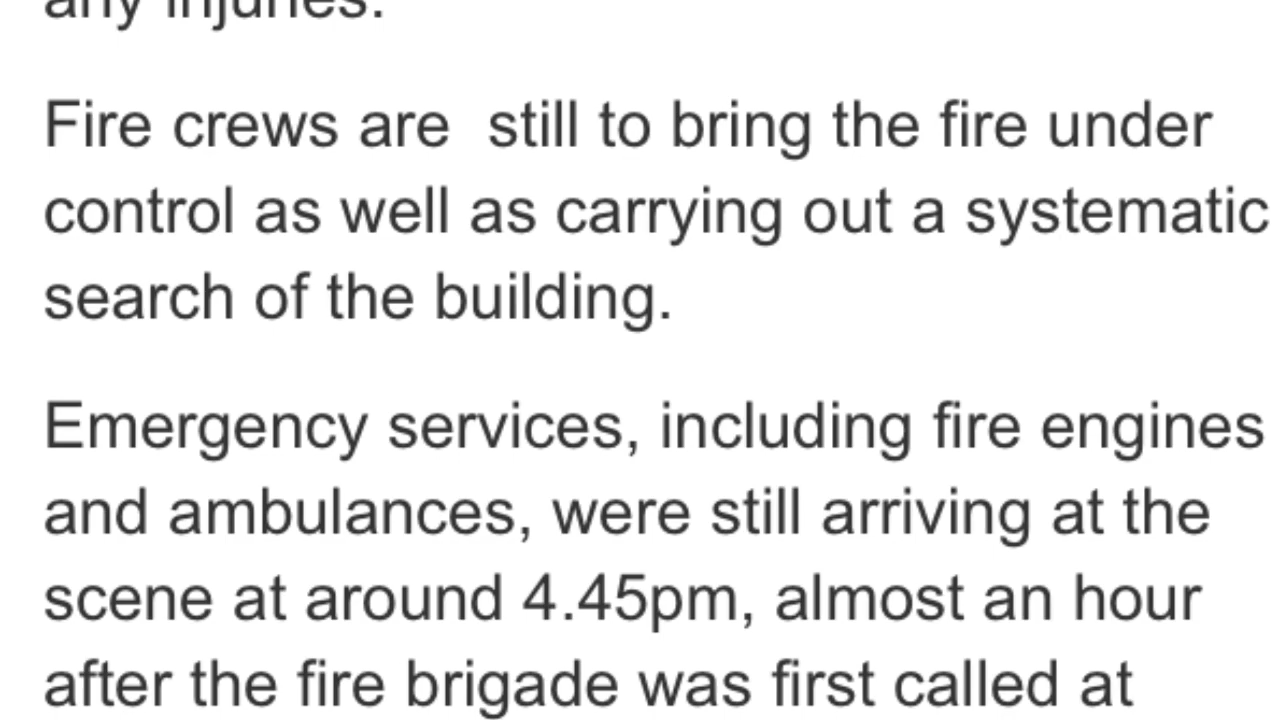 any injuries.
Fire crews are  still to bring the fire under
control as well as carrying out a systematic
search of the building.
Emergency services, including fire engines
and ambulances, were still arriving at the
scene at around 4.45pm, almost an hour
after the fire brigade was first called at